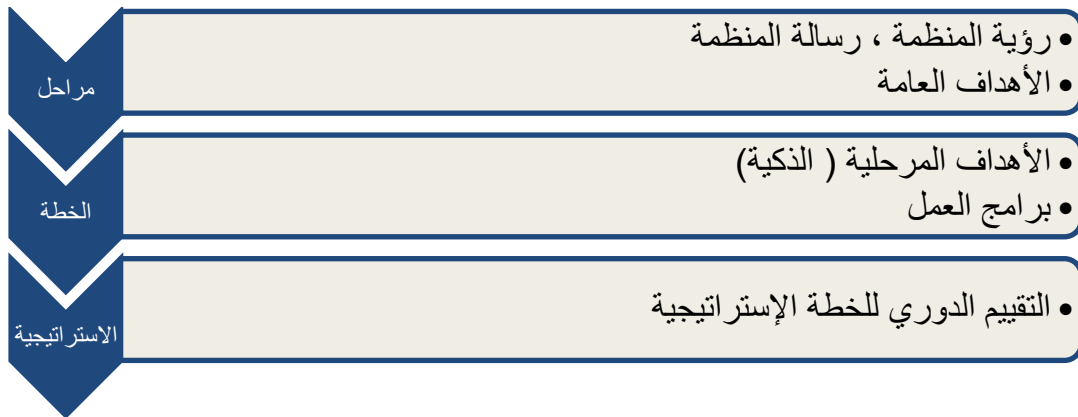 مراحل
• رؤية المنظمة ، رسالة المنظمة
• الأهداف العامة
الخطة
• الأهداف المرحلية ( الذكية)
• برامج العمل
الاستراتيجية
• التقييم الدوري للخطة الإستراتيجية